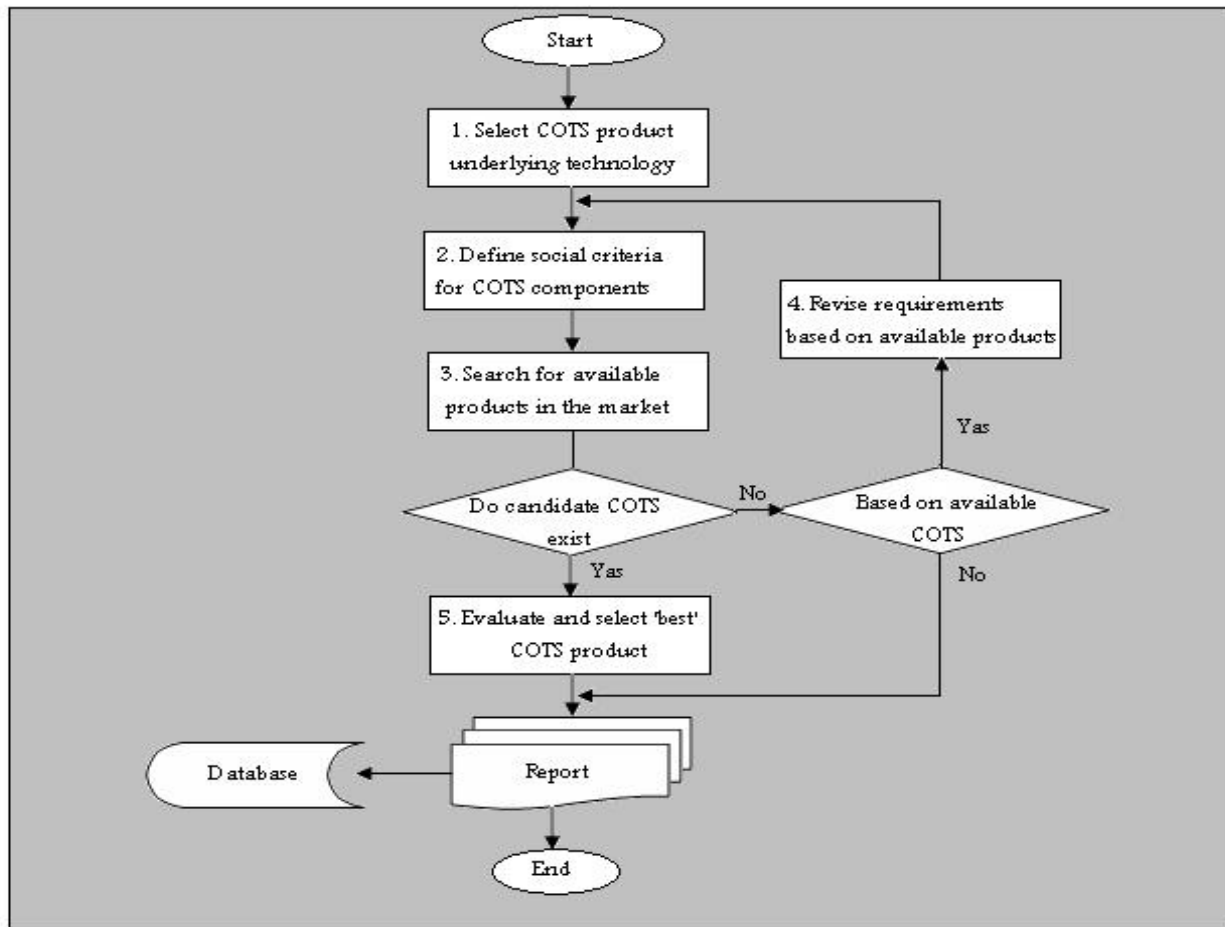 Start
1. Select COTS product
underlying technology
2. Define social criteria
for COTS components
4. Revise requirements
based on available products
3. Search for available
products in the market
Yas
No
Do candidate COTS
exist
Based on available
COTS
Yas
No
5. Evaluate and select 'best'
COTS product
Database
Report
End